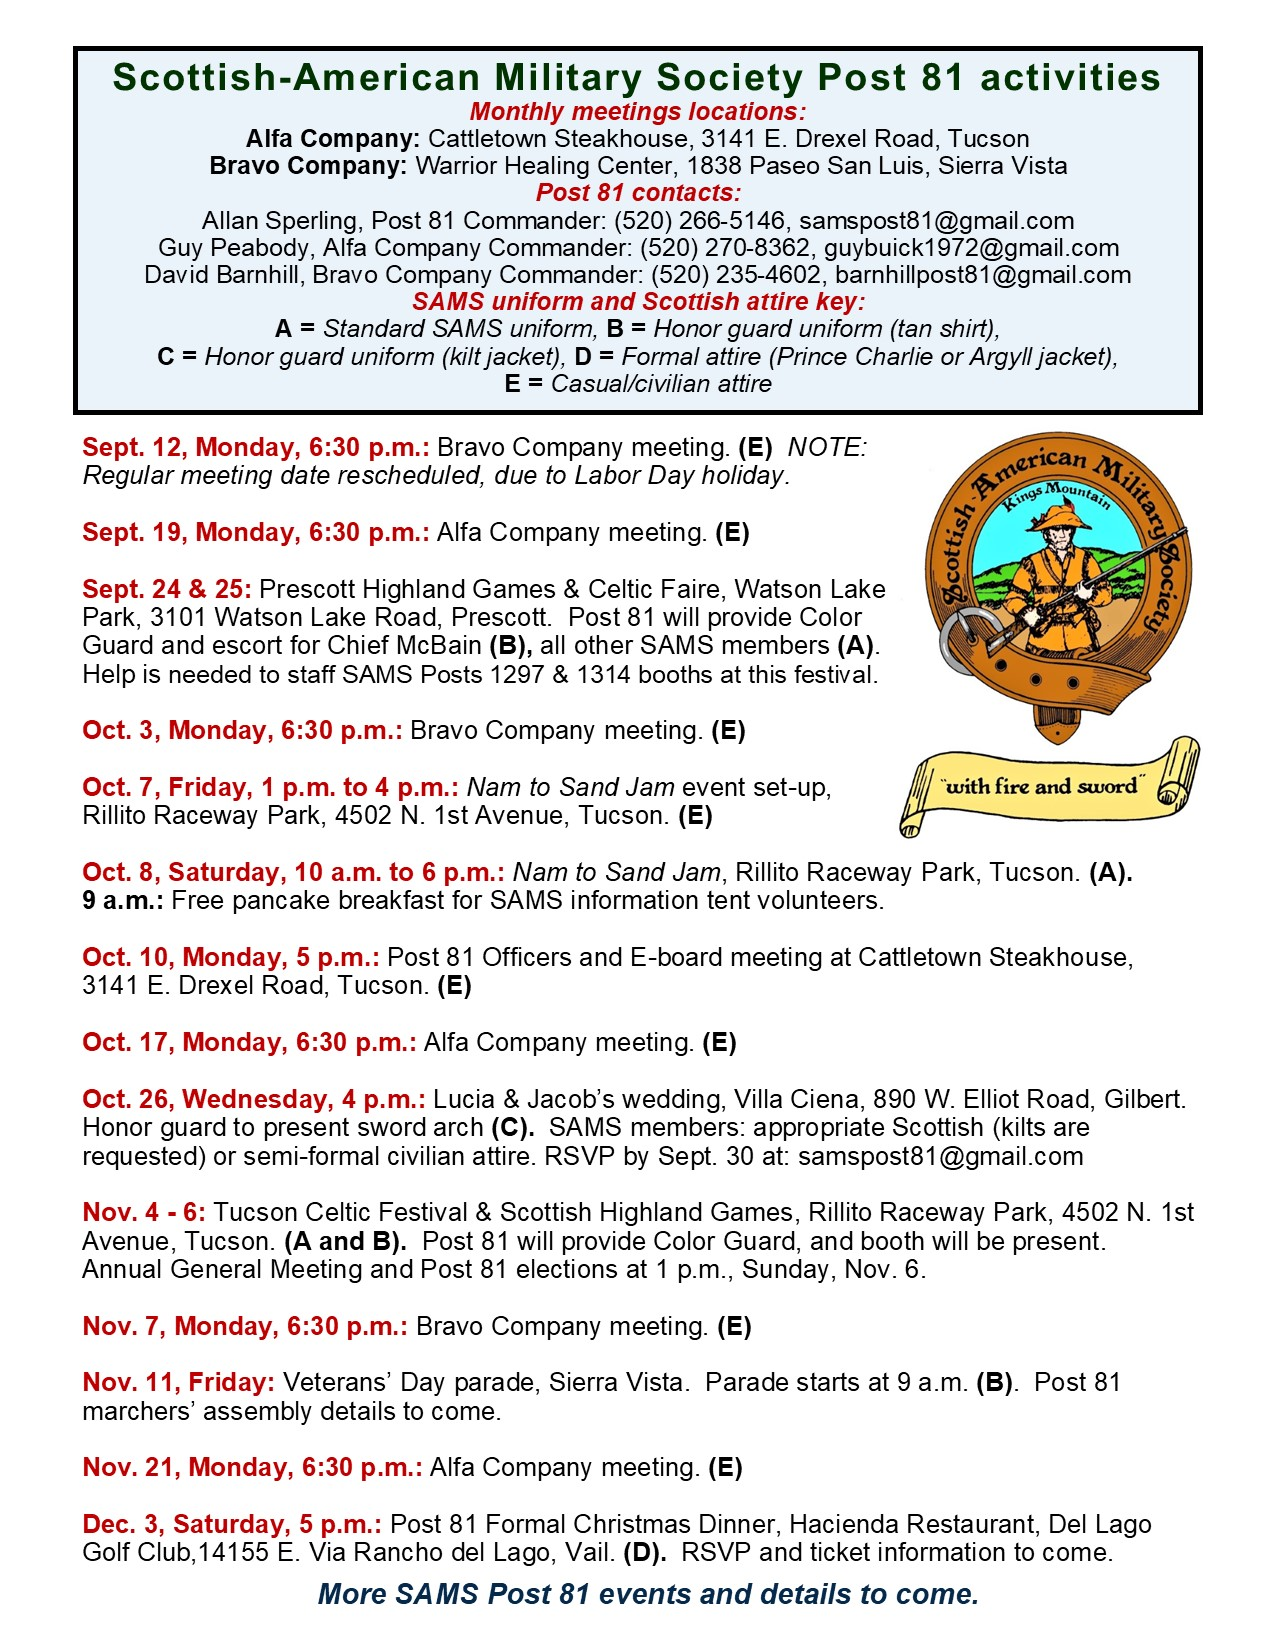 Scottish-American Military Society Post 81 activities
Monthly meetings locations:
Alfa Company: Cattletown Steakhouse, 3141 E. Drexel Road, Tucson
Bravo Company: Warrior Healing Center, 1838 Paseo San Luis, Sierra Vista
Post 81 contacts:
Allan Sperling, Post 81 Commander: (520) 266-5146, samspost81@gmail.com
Guy Peabody, Alfa Company Commander: (520) 270-8362, guybuick1972@gmail.com
David Barnhill, Bravo Company Commander: (520) 235-4602, barnhillpost81@gmail.com
SAMS uniform and Scottish attire key:
A = Standard SAMS uniform, B = Honor guard uniform (tan shirt),
C = Honor guard uniform (kilt jacket), D = Formal attire (Prince Charlie or Argyll jacket),
E = Casual/civilian attire
Sept. 12, Monday, 6:30 p.m.: Bravo Company meeting. (E)  NOTE:
Regular meeting date rescheduled, due to Labor Day holiday.
Sept. 19, Monday, 6:30 p.m.: Alfa Company meeting. (E)
Sept. 24 & 25: Prescott Highland Games & Celtic Faire, Watson Lake
Park, 3101 Watson Lake Road, Prescott.  Post 81 will provide Color
Guard and escort for Chief McBain (B), all other SAMS members (A).
Help is needed to staff SAMS Posts 1297 & 1314 booths at this festival.
Scottish-American Military Society
Kings Mountain
"with fire and sword"
Oct. 3, Monday, 6:30 p.m.: Bravo Company meeting. (E)
Oct. 7, Friday, 1 p.m. to 4 p.m.: Nam to Sand Jam event set-up,
Rillito Raceway Park, 4502 N. 1st Avenue, Tucson. (E)
Oct. 8, Saturday, 10 a.m. to 6 p.m.: Nam to Sand Jam, Rillito Raceway Park, Tucson. (A).
9 a.m.: Free pancake breakfast for SAMS information tent volunteers.
Oct. 10, Monday, 5 p.m.: Post 81 Officers and E-board meeting at Cattletown Steakhouse,
3141 E. Drexel Road, Tucson. (E)
Oct. 17, Monday, 6:30 p.m.: Alfa Company meeting. (E)
Oct. 26, Wednesday, 4 p.m.: Lucia & Jacob's wedding, Villa Ciena, 890 W. Elliot Road, Gilbert.
Honor guard to present sword arch (C).  SAMS members: appropriate Scottish (kilts are
requested) or semi-formal civilian attire. RSVP by Sept. 30 at: samspost81@gmail.com
Nov. 4 - 6: Tucson Celtic Festival & Scottish Highland Games, Rillito Raceway Park, 4502 N. 1st
Avenue, Tucson. (A and B).  Post 81 will provide Color Guard, and booth will be present.
Annual General Meeting and Post 81 elections at 1 p.m., Sunday, Nov. 6.
Nov. 7, Monday, 6:30 p.m.: Bravo Company meeting. (E)
Nov. 11, Friday: Veterans' Day parade, Sierra Vista.  Parade starts at 9 a.m. (B).  Post 81
marchers' assembly details to come.
Nov. 21, Monday, 6:30 p.m.: Alfa Company meeting. (E)
Dec. 3, Saturday, 5 p.m.: Post 81 Formal Christmas Dinner, Hacienda Restaurant, Del Lago
Golf Club,14155 E. Via Rancho del Lago, Vail. (D).  RSVP and ticket information to come.
More SAMS Post 81 events and details to come.